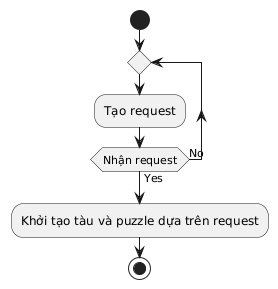 Tạo request
Nhận request
No
Yes
Khởi tạo tàu và puzzle dựa trên request